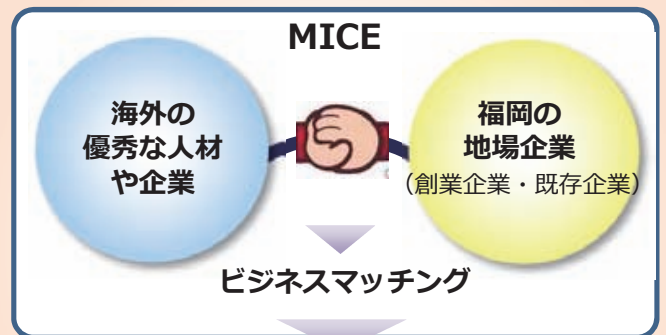 MICE
海外の
優秀な人材
や企業
福岡の
地場企業
（創業企業・既存企業）
ビジネスマッチング